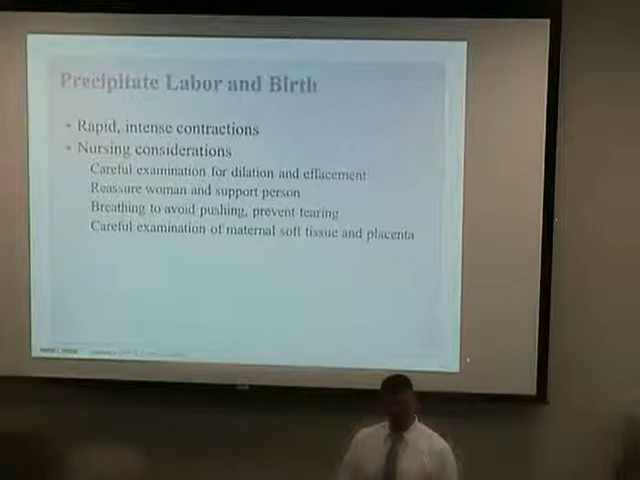 Precipitate Labor and Birth
• Rapid, intense contractions
• Nursing considerations
Careful examination for dilation and effacement
Reassure woman and support person
Breathing to avoid pushing, prevent tearing
Careful examination of maternal soft tissue and placenta